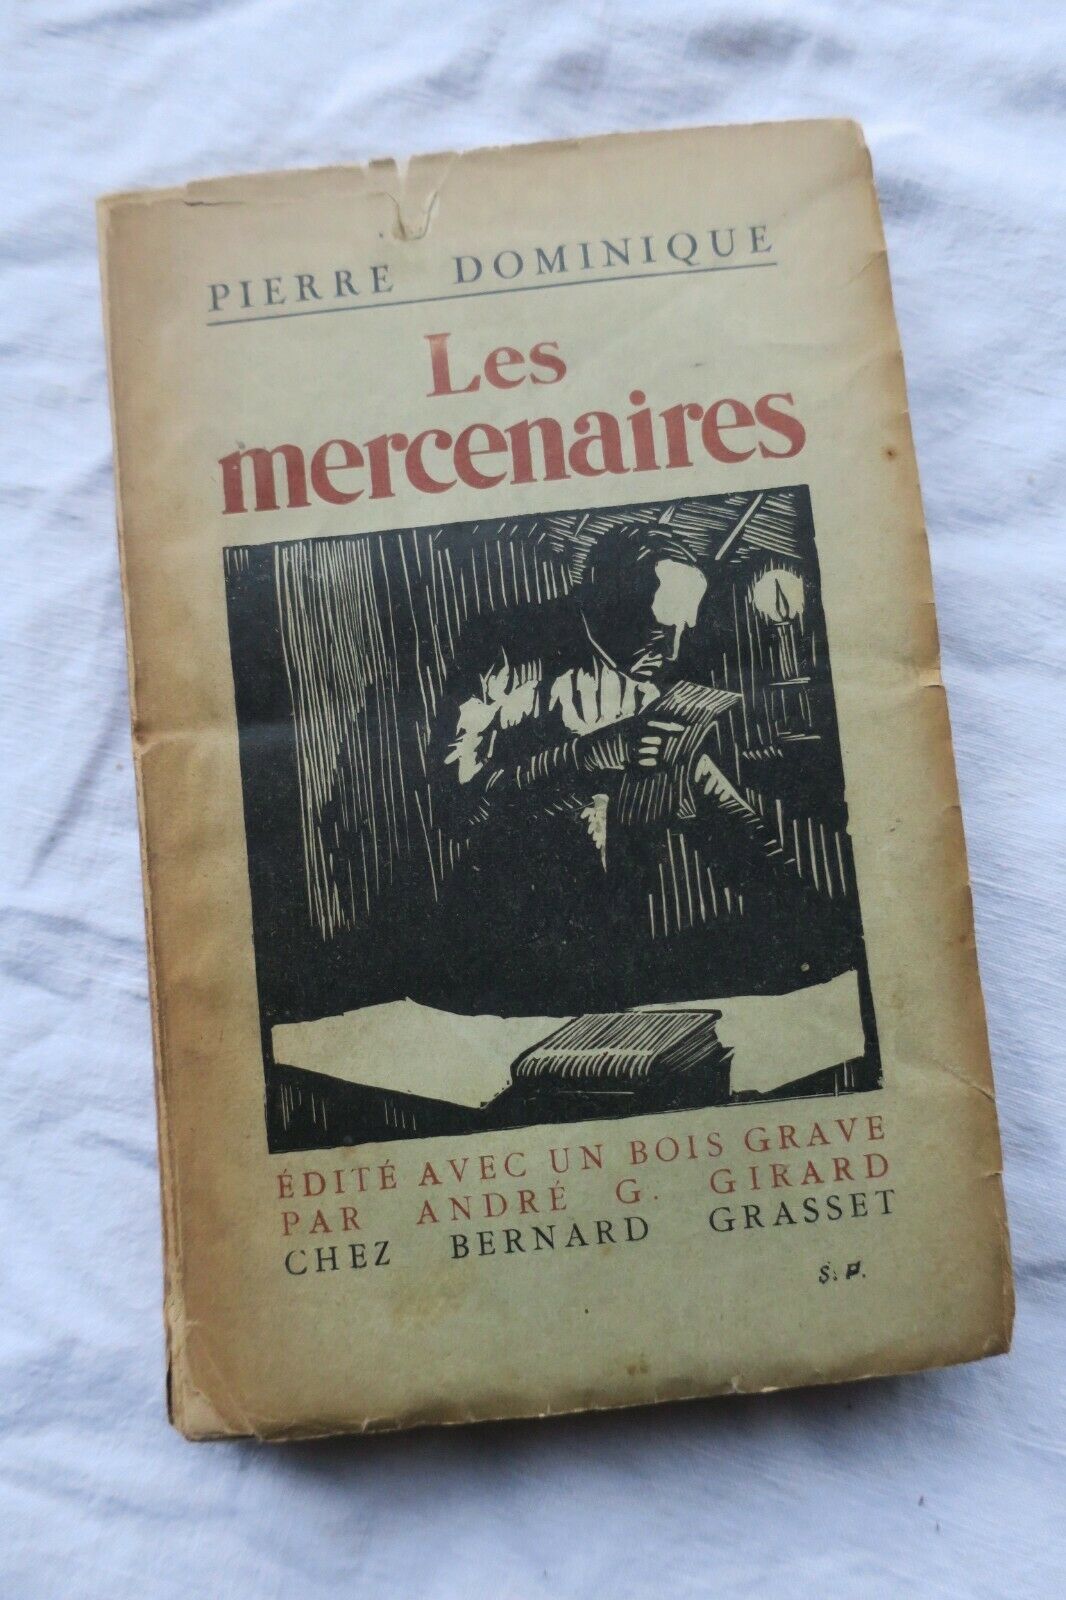 PIERRE DOMINIQUE
Les
mercenaires
ÉDITÉ AVEC UN BOIS GRAVE
PAR ANDRÉ G. GIRARD
CHEZ BERNARD GRASSET
S. P.